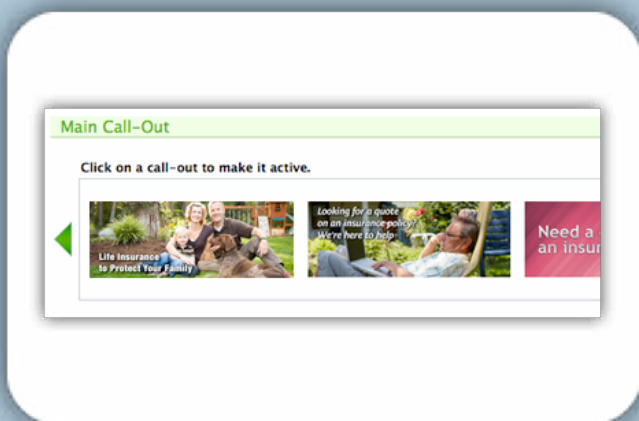 Main Call-Out
Click on a call-out to make it active.
Life Insurance
to Protect Your Family
Looking for a quote
on an insurance policy?
We're here to help
Need a
an insur